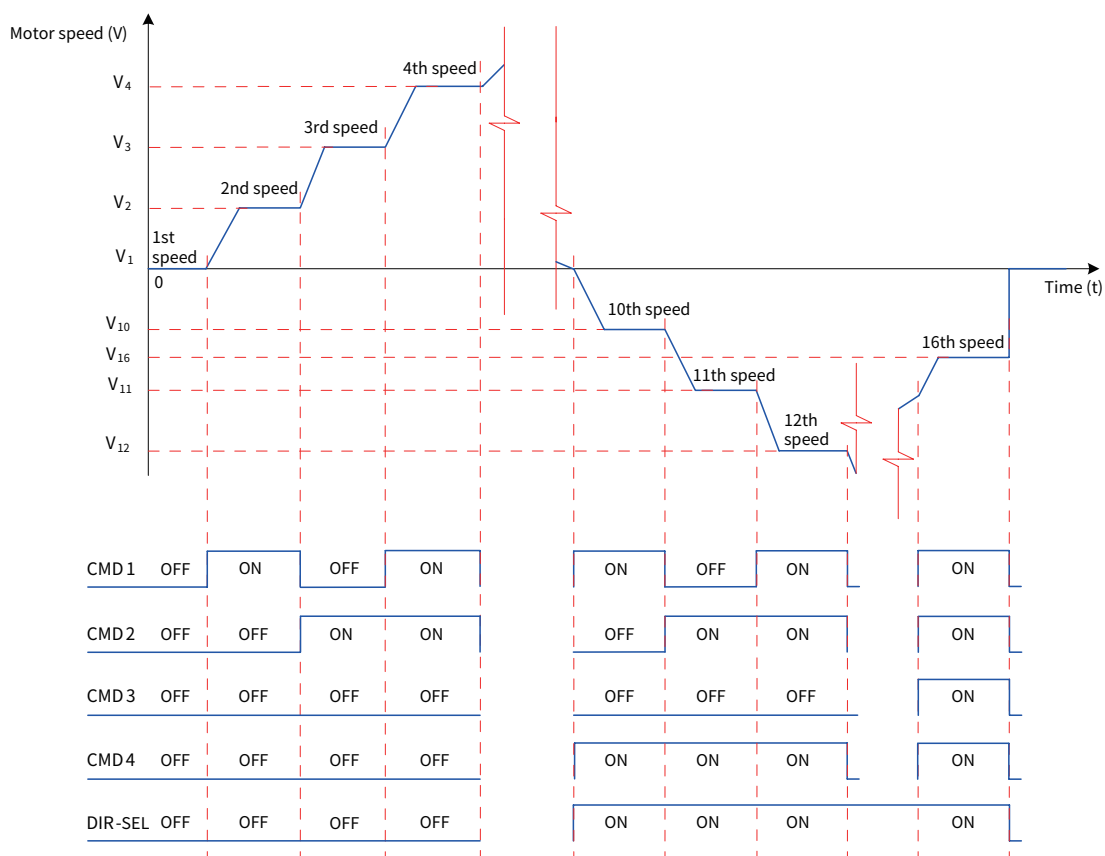 Motor speed (V)
4th speed
V4
3rd speed
V3
2nd speed
V2
1st
speed
V1
0
Time (t)
V10
16th speed
V16
11th speed
10th speed
V11
12th
speed
V12
CMD 1 OFF ON OFF ON ON OFF ON ON
CMD 2 OFF OFF ON ON OFF ON ON ON
CMD 3 OFF OFF OFF OFF OFF OFF OFF ON
CMD 4 OFF OFF OFF OFF ON ON ON ON
DIR-SEL OFF OFF OFF OFF ON ON ON ON